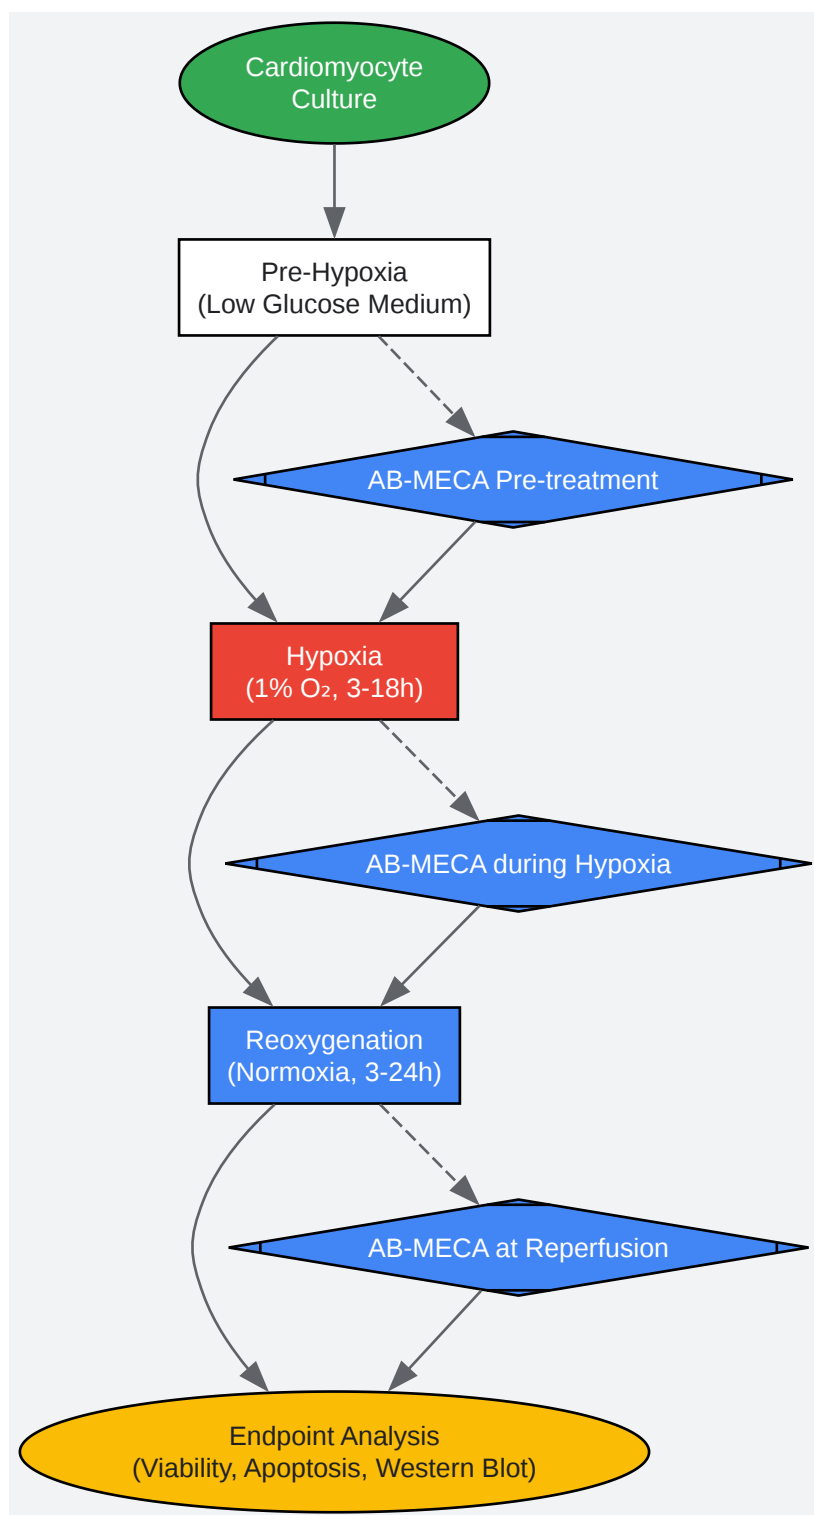 Cardiomyocyte
Culture
Pre-Hypoxia
(Low Glucose Medium)
AB-MECA Pre-treatment
Hypoxia
(1% O₂, 3-18h)
AB-MECA during Hypoxia
Reoxygenation
(Normoxia, 3-24h)
AB-MECA at Reperfusion
Endpoint Analysis
(Viability, Apoptosis, Western Blot)